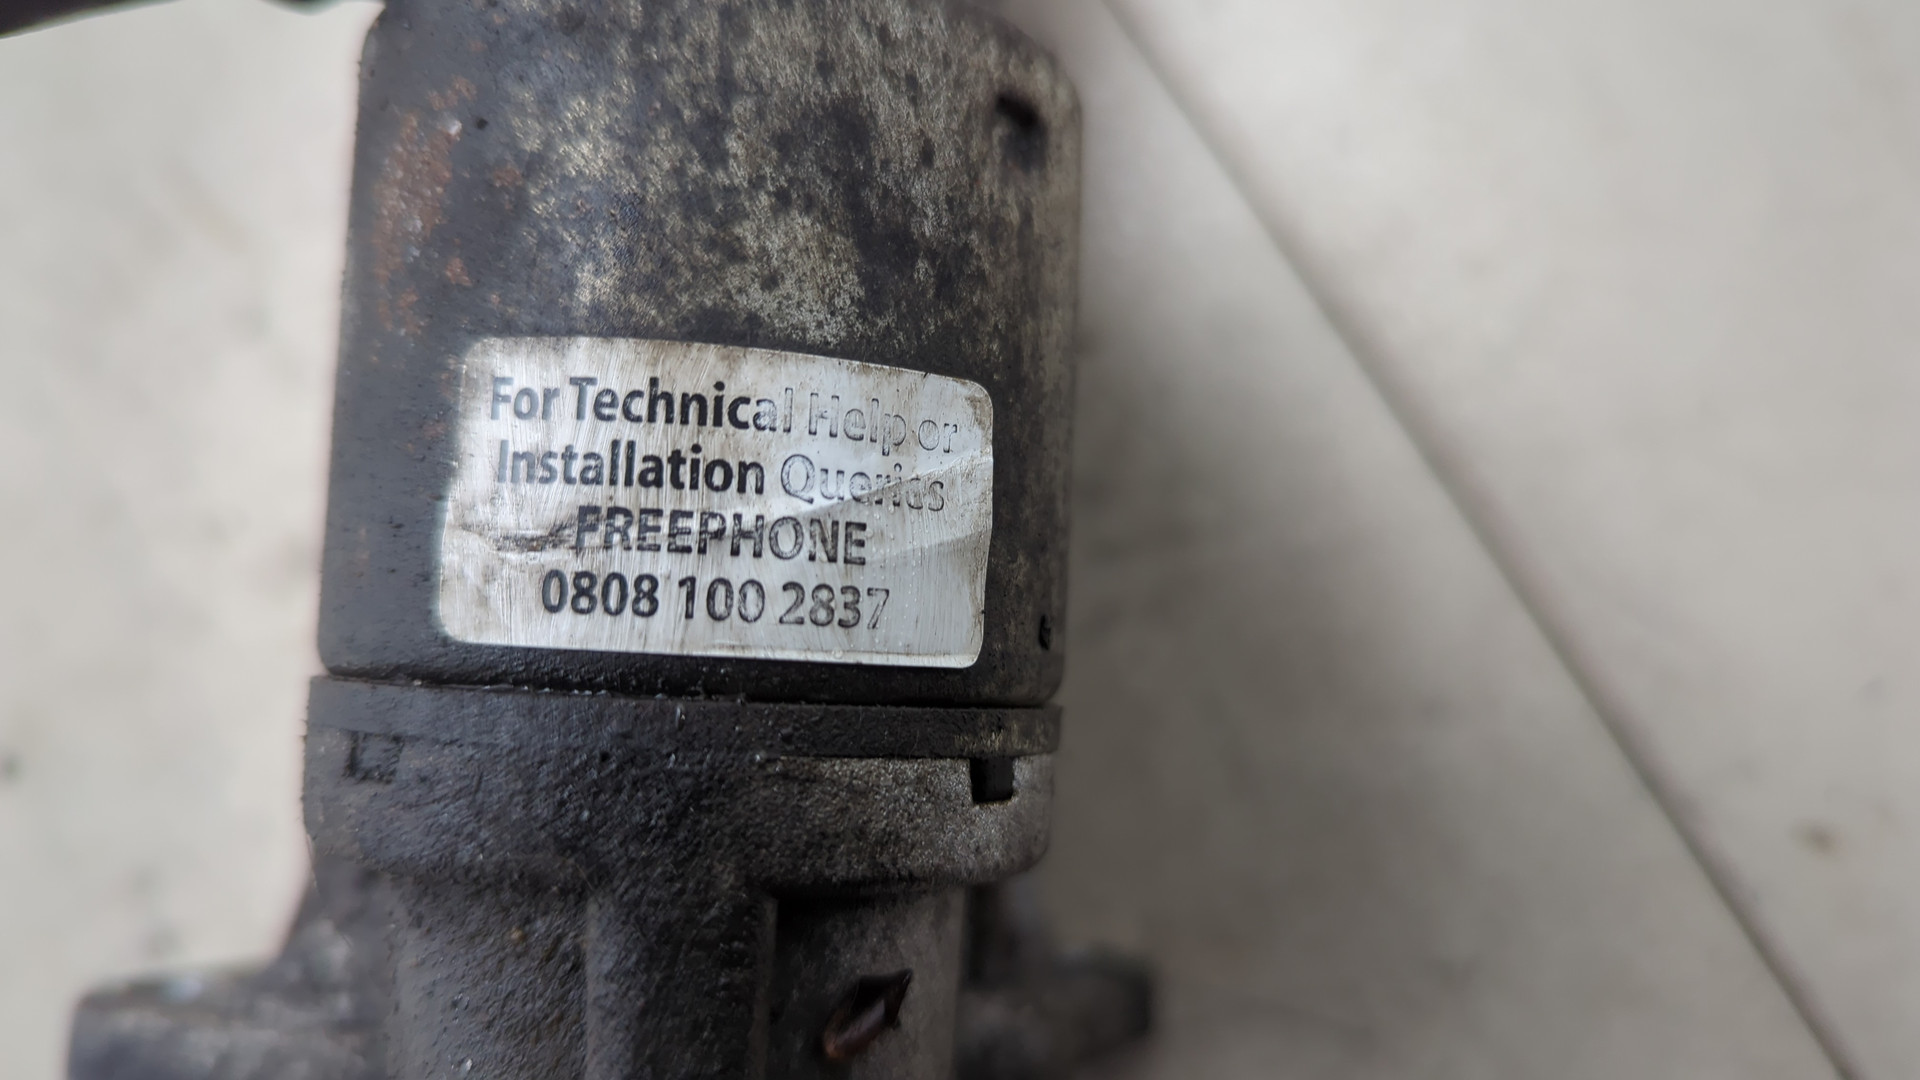 For Technical Help or
Installation Queries
FREEPHONE
0808 100 2837